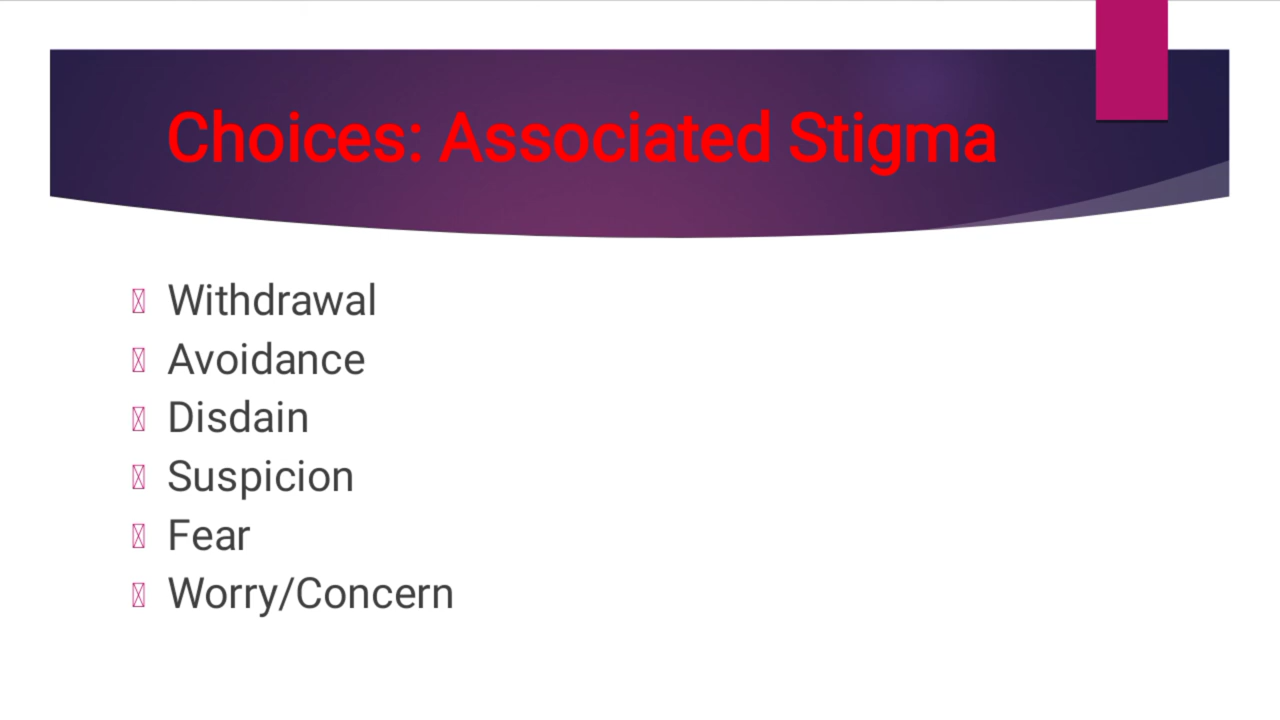 Choices: Associated Stigma
Withdrawal
Avoidance
Disdain
Suspicion
Fear
Worry/Concern